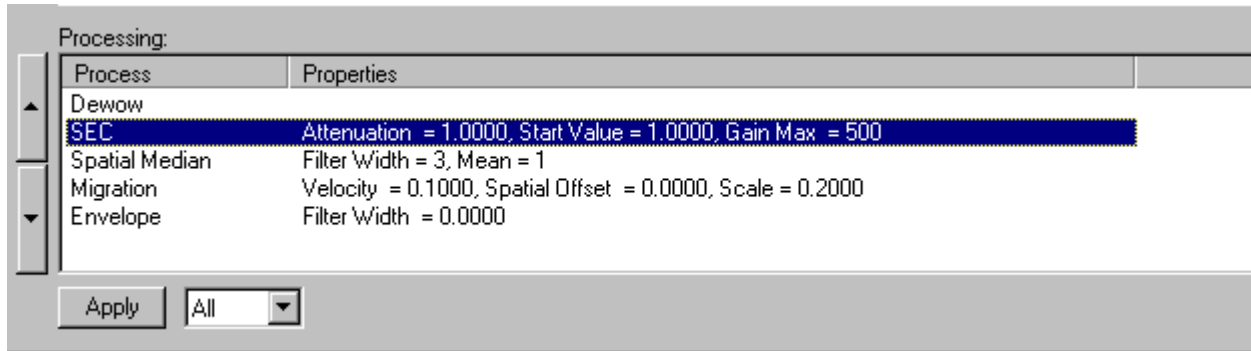 Processing:
Process Properties
Dewow
SEC Attenuation = 1.0000, Start Value = 1.0000, Gain Max = 500
Spatial Median Filter Width = 3, Mean = 1
Migration Velocity = 0.1000, Spatial Offset = 0.0000, Scale = 0.2000
Envelope Filter Width = 0.0000
Apply All